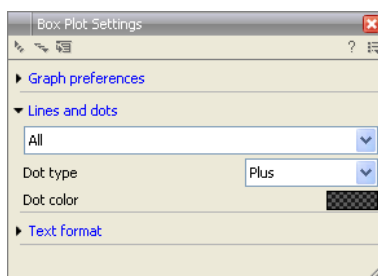 Box Plot Settings
?
Graph preferences
Lines and dots
All
Dot type Plus
Dot color
Text format